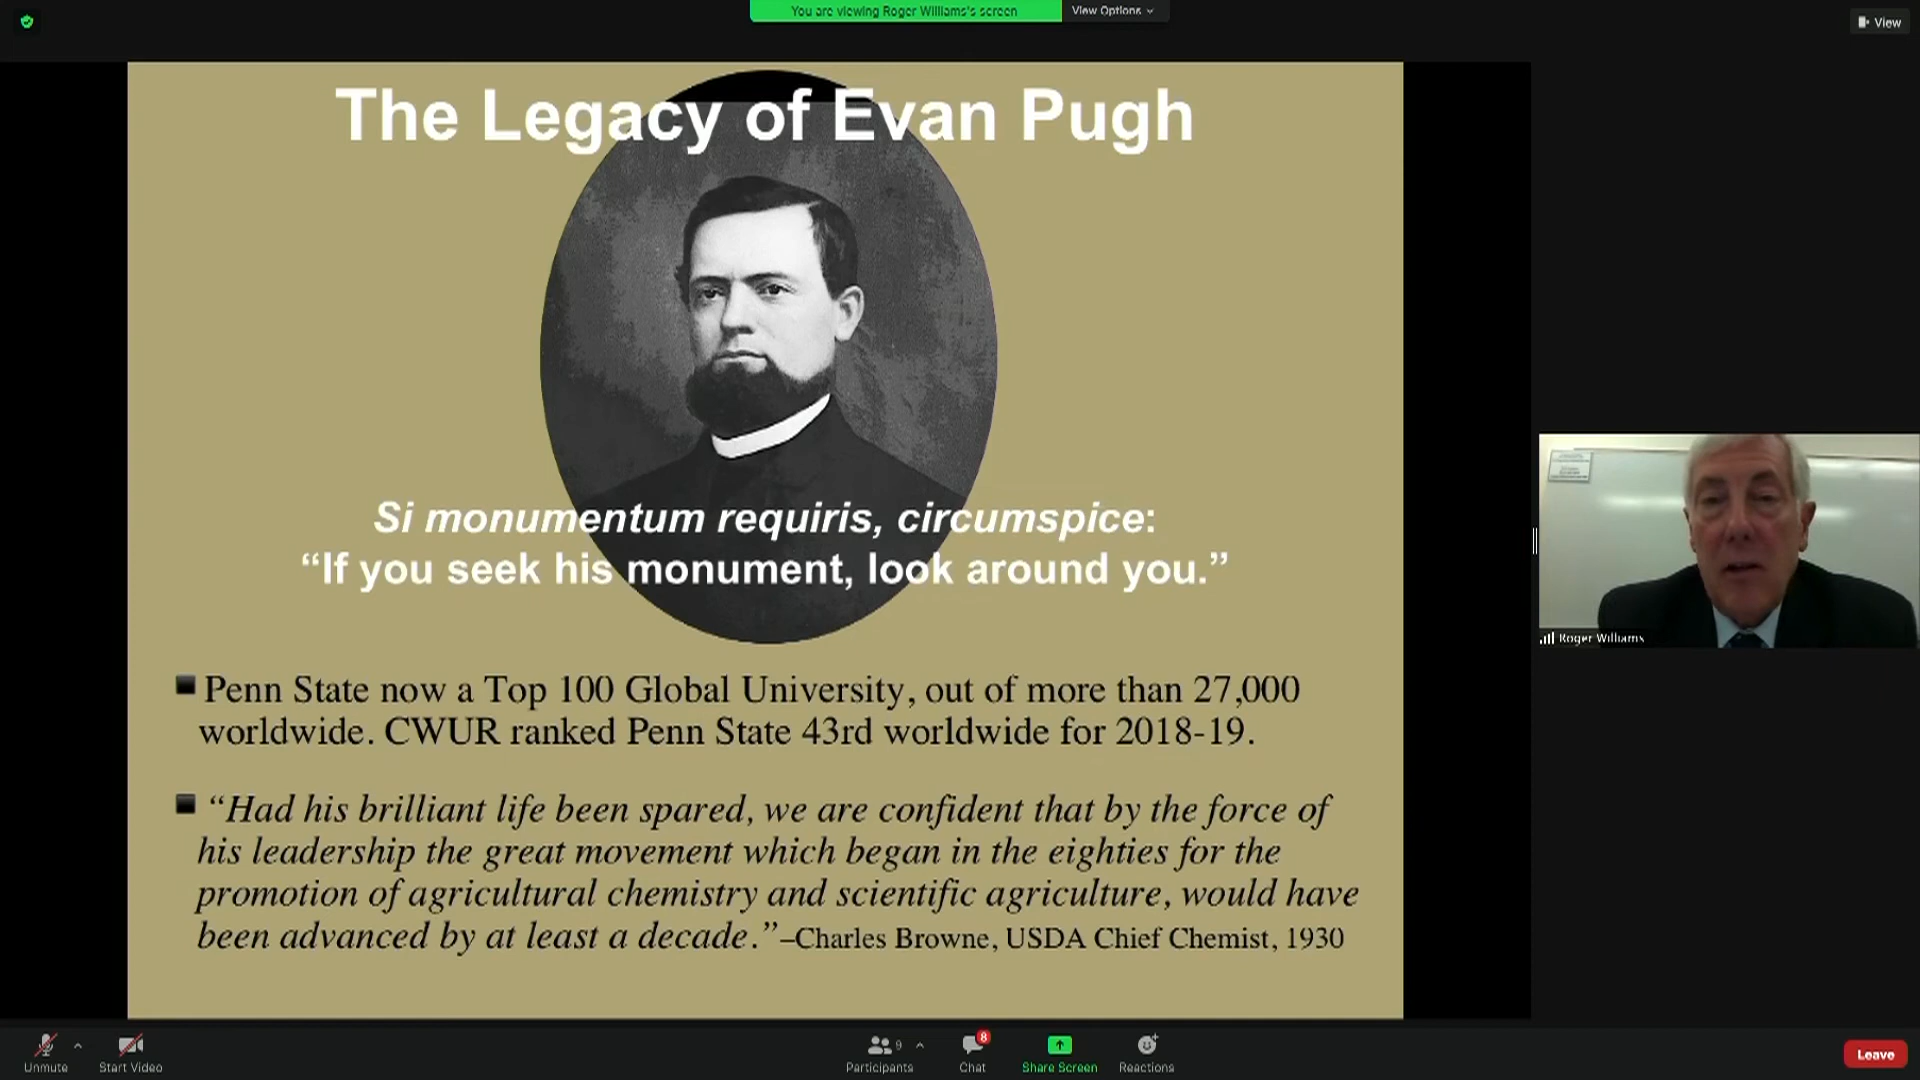 You are viewing Roger Williams's screen
View Options
View
The Legacy of Evan Pugh
Si monumentum requiris, circumspice:
“If you seek his monument, look around you.”
Penn State now a Top 100 Global University, out of more than 27,000
worldwide. CWUR ranked Penn State 43rd worldwide for 2018-19.
“Had his brilliant life been spared, we are confident that by the force of
his leadership the great movement which began in the eighties for the
promotion of agricultural chemistry and scientific agriculture, would have
been advanced by at least a decade.”–Charles Browne, USDA Chief Chemist, 1930
Roger Williams
Unmute
Start Video
9
Participants
8
Chat
Share Screen
Reactions
Leave